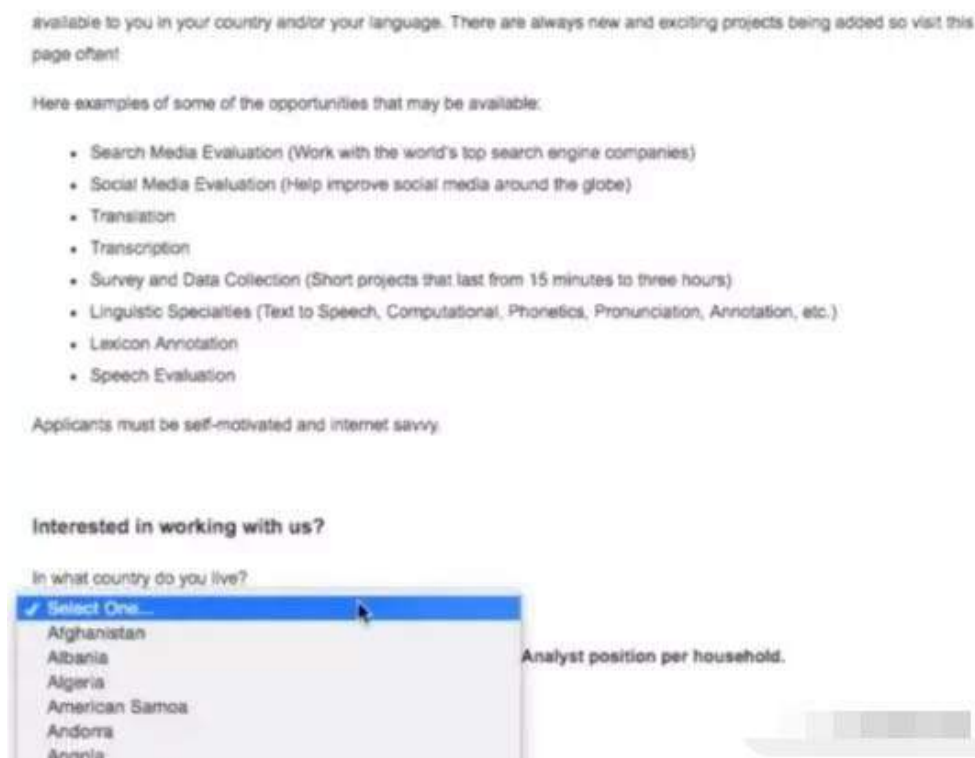 available to you in your country and/or your language. There are always new and exciting projects being added so visit this
page often!
Here examples of some of the opportunities that may be available:
• Search Media Evaluation (Work with the world's top search engine companies)
• Social Media Evaluation (Help improve social media around the globe)
• Translation
• Transcription
• Survey and Data Collection (Short projects that last from 15 minutes to three hours)
• Linguistic Specialties (Text to Speech, Computational, Phonetics, Pronunciation, Annotation, etc.)
• Lexicon Annotation
• Speech Evaluation
Applicants must be self-motivated and internet savvy.
Interested in working with us?
In what country do you live?
✓ Select One...
Afghanistan
Albania
Analyst position per household.
Algeria
American Samoa
Andorra
Angola